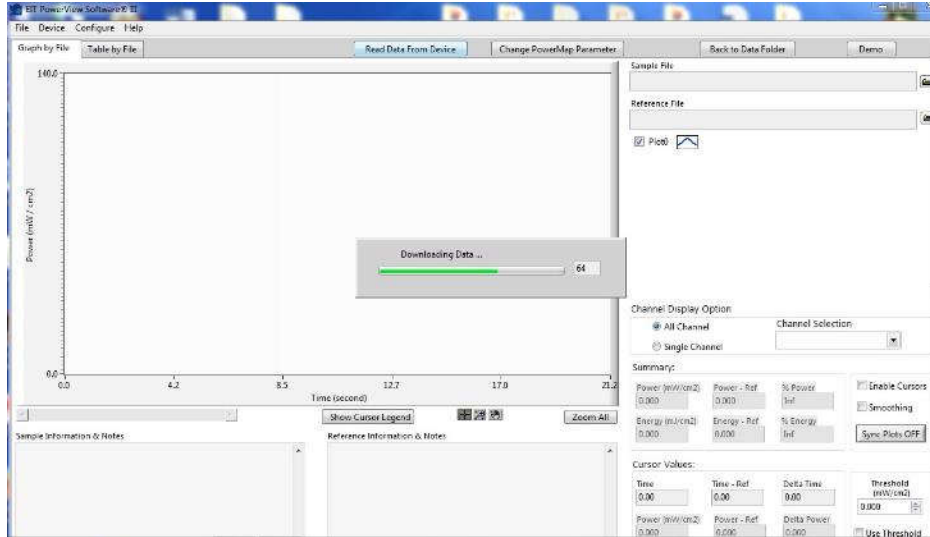 EIT PowerView Software® III
File Device Configure Help
Graph by File Table by File Read Data From Device Change PowerMap Parameter Back to Data Folder Demo
Sample File
Reference File
Plot0
140.0
Power (mW / cm2)
0.0
0.0 4.2 8.5 12.7 17.0 21.2
Time (second)
Downloading Data ...
64
Channel Display Option
All Channel
Single Channel
Channel Selection
Show Cursor Legend
Zoom All
Summary:
Power (mW/cm2) Power - Ref % Power
0.000 0.000 Inf
Energy (mJ/cm2) Energy - Ref % Energy
0.000 0.000 Inf
Enable Cursors
Smoothing
Sync Plots OFF
Sample Information & Notes
Reference Information & Notes
Cursor Values:
Time Time - Ref Delta Time
0.00 0.00 0.00
Power (mW/cm2) Power - Ref Delta Power
0.000 0.000 0.000
Threshold
(mW/cm2)
0.000
Use Threshold